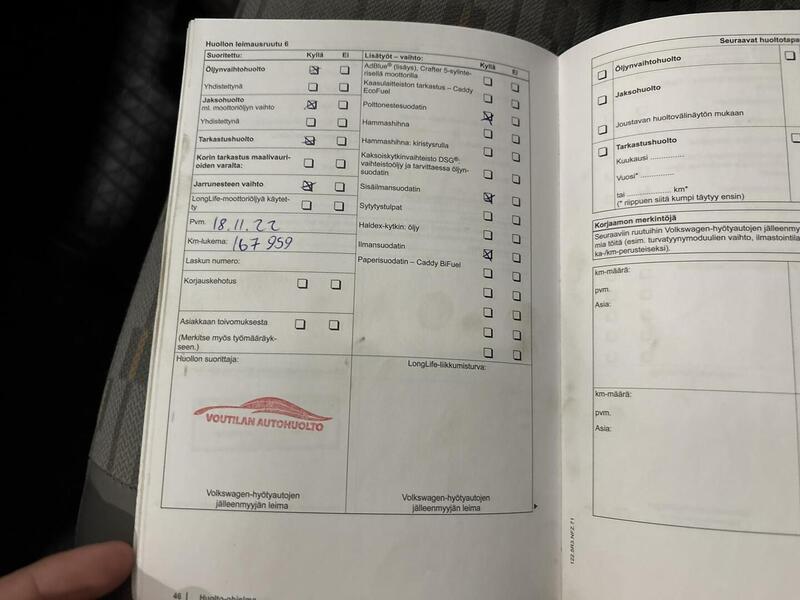 Huollon leimausruutu 6
Suoritettu: Kyllä Ei
Öljynvaihtohuolto
Yhdistettynä
Jaksohuolto
ml. moottoriöljyn vaihto
Yhdistettynä
Tarkastushuolto
Korin tarkastus maalivauri-
oiden varalta:
Jarrunesteen vaihto
LongLife-moottoriöljyä käytet-
ty
Pvm. 18.11.22
Km-lukema: 167 959
Laskun numero:
Korjauskehotus
Asiakkaan toivomuksesta
(Merkitse myös työmääräyk-
seen.)
Huollon suorittaja:
VOUTILAN AUTOHUOLTO
Volkswagen-hyötyautojen
jälleenmyyjän leima
Lisätyöt – vaihto: Kyllä Ei
AdBlue® (lisäys), Crafter 5-sylinte-
risellä moottorilla
Kaasulaitteiston tarkastus – Caddy
EcoFuel
Polttonestesuodatin
Hammashihna
Hammashihna: kiristysrulla
Kaksoiskytkinvaihteisto DSG®:
vaihteistoöljy ja tarvittaessa öljyn-
suodatin
Sisäilmansuodatin
Sytytystulpat
Haldex-kytkin: öljy
Ilmansuodatin
Paperisuodatin – Caddy BiFuel
LongLife-liikkumisturva:
Volkswagen-hyötyautojen
jälleenmyyjän leima
46
Seuraavat huoltotapa
Öljynvaihtohuolto
Jaksohuolto
Joustavan huoltovälinäytön mukaan
Tarkastushuolto
Kuukausi ................
Vuosi* ................
tai ................ km*
(* riippuen siitä kumpi täytyy ensin)
Korjaamon merkintöjä
Seuraaviin ruutuihin Volkswagen-hyötyautojen jälleenmy
mia töitä (esim. turvatyynymoduulien vaihto, ilmastointila
ka-/km-perusteiseksi).
km-määrä:
pvm.
Asia:
km-määrä:
pvm.
Asia: